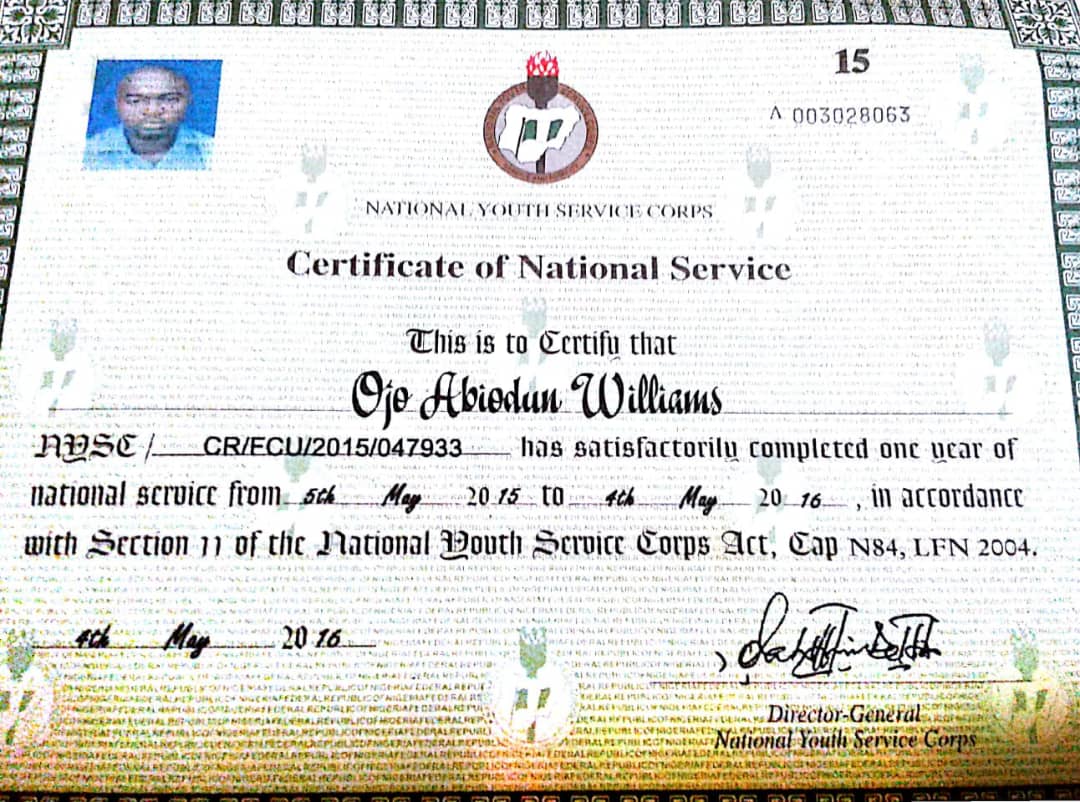 15
A 003028063
NATIONAL YOUTH SERVICE CORPS
Certificate of National Service
This is to Certify that
Ojo Abiodun Williams
NYSC / CR/FCU/2015/047933 has satisfactorily completed one year of
national service from 5th May 2015 to 4th May 2016, in accordance
with Section 11 of the National Youth Service Corps Act, Cap N84, LFN 2004.
4th May 2016
Director-General
National Youth Service Corps